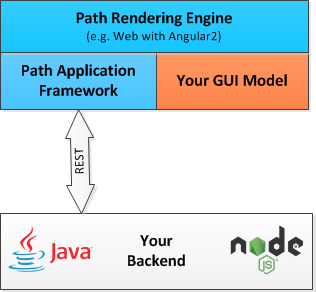 Path Rendering Engine
(e.g. Web with Angular2)
Path Application
Framework
Your GUI Model
REST
Java
Your
Backend
node
JS